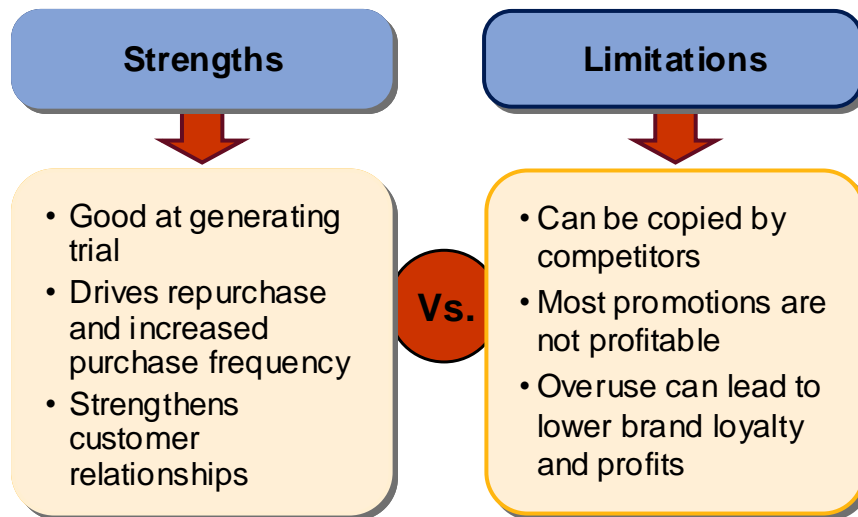 Strengths
Limitations
• Good at generating
trial
• Drives repurchase
and increased
purchase frequency
• Strengthens
customer
relationships
Vs.
• Can be copied by
competitors
• Most promotions are
not profitable
• Overuse can lead to
lower brand loyalty
and profits